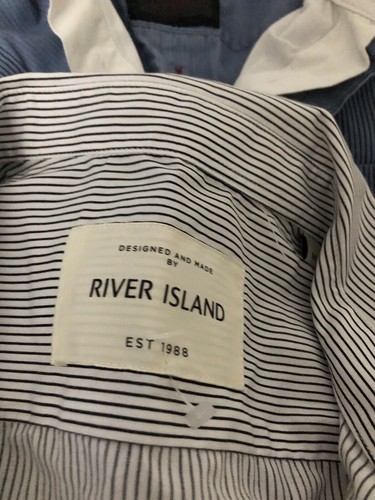 DESIGNED AND MADE
BY
RIVER ISLAND
EST 1988